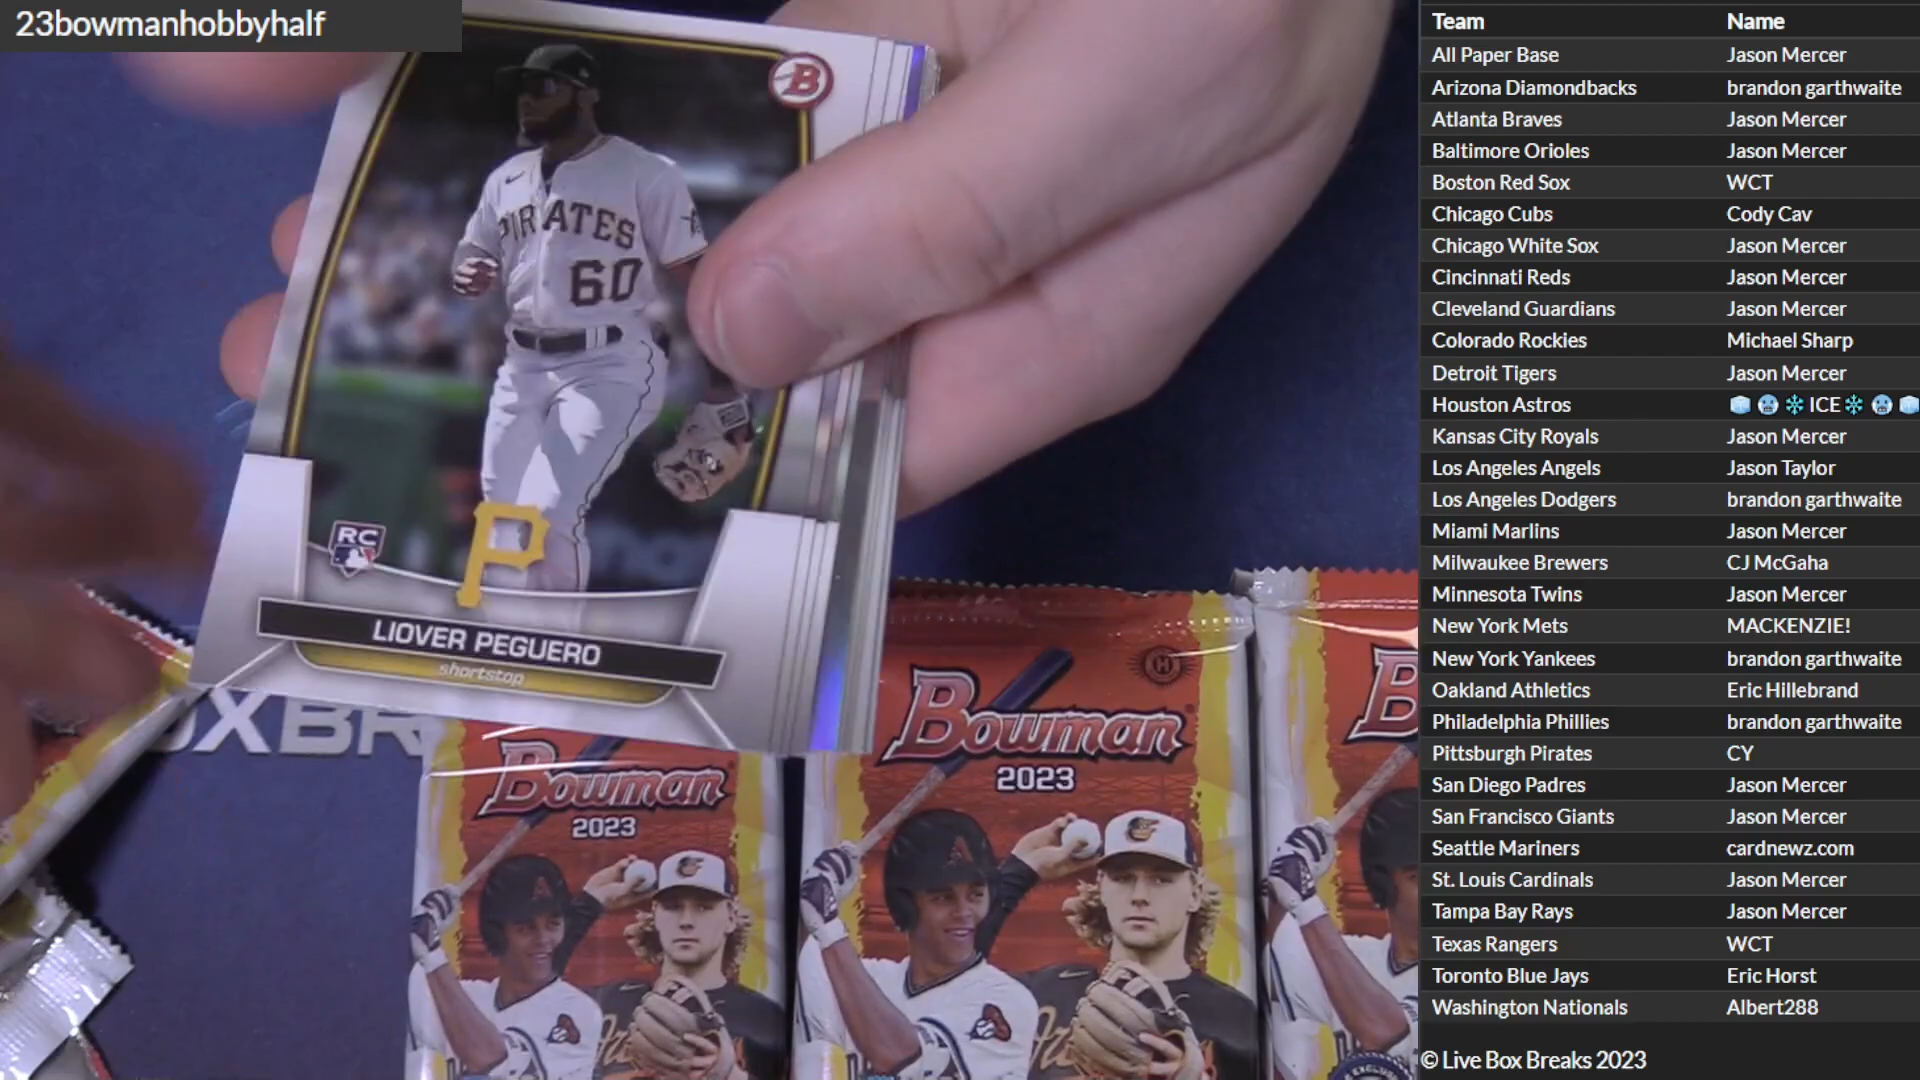 23bowmanhobbyhalf
B
PIRATES
60
RC
P
LIOVER PEGUERO
shortstop
OXBR
Bowman
2023
Bowman
2023
H
B
Team Name
All Paper Base Jason Mercer
Arizona Diamondbacks brandon garthwaite
Atlanta Braves Jason Mercer
Baltimore Orioles Jason Mercer
Boston Red Sox WCT
Chicago Cubs Cody Cav
Chicago White Sox Jason Mercer
Cincinnati Reds Jason Mercer
Cleveland Guardians Jason Mercer
Colorado Rockies Michael Sharp
Detroit Tigers Jason Mercer
Houston Astros 🧊🥶❄️ICE❄️🥶🧊
Kansas City Royals Jason Mercer
Los Angeles Angels Jason Taylor
Los Angeles Dodgers brandon garthwaite
Miami Marlins Jason Mercer
Milwaukee Brewers CJ McGaha
Minnesota Twins Jason Mercer
New York Mets MACKENZIE!
New York Yankees brandon garthwaite
Oakland Athletics Eric Hillebrand
Philadelphia Phillies brandon garthwaite
Pittsburgh Pirates CY
San Diego Padres Jason Mercer
San Francisco Giants Jason Mercer
Seattle Mariners cardnewz.com
St. Louis Cardinals Jason Mercer
Tampa Bay Rays Jason Mercer
Texas Rangers WCT
Toronto Blue Jays Eric Horst
Washington Nationals Albert288
© Live Box Breaks 2023